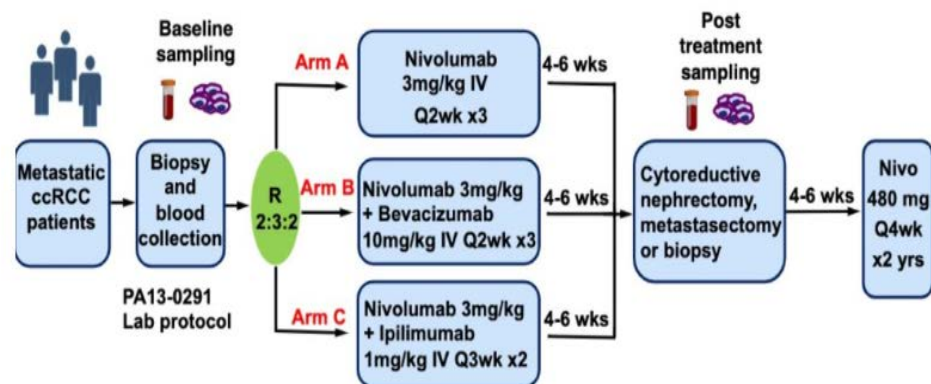 Baseline
sampling
Metastatic
ccRCC
patients
Biopsy
and
blood
collection
PA13-0291
Lab protocol
R
2:3:2
Arm A
Nivolumab
3mg/kg IV
Q2wk x3
4-6 wks
Arm B
Nivolumab 3mg/kg
+ Bevacizumab
10mg/kg IV Q2wk x3
4-6 wks
Arm C
Nivolumab 3mg/kg
+ Ipilimumab
1mg/kg IV Q3wk x2
4-6 wks
Post
treatment
sampling
Cytoreductive
nephrectomy,
metastasectomy
or biopsy
4-6 wks
Nivo
480 mg
Q4wk
x2 yrs